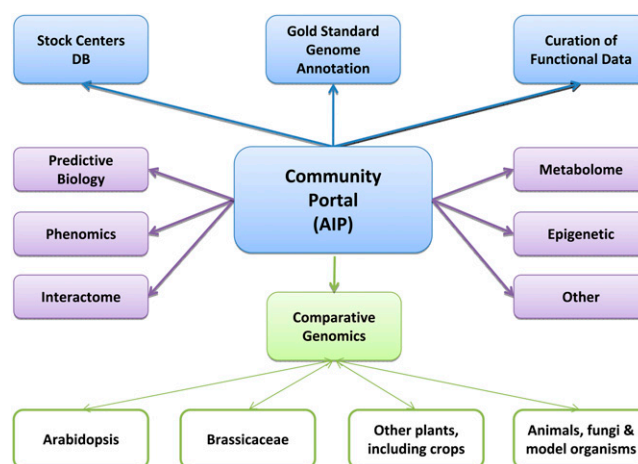 Stock Centers
DB
Gold Standard
Genome
Annotation
Curation of
Functional Data
Predictive
Biology
Phenomics
Interactome
Community
Portal
(AIP)
Metabolome
Epigenetic
Other
Comparative
Genomics
Arabidopsis
Brassicaceae
Other plants,
including crops
Animals, fungi &
model organisms